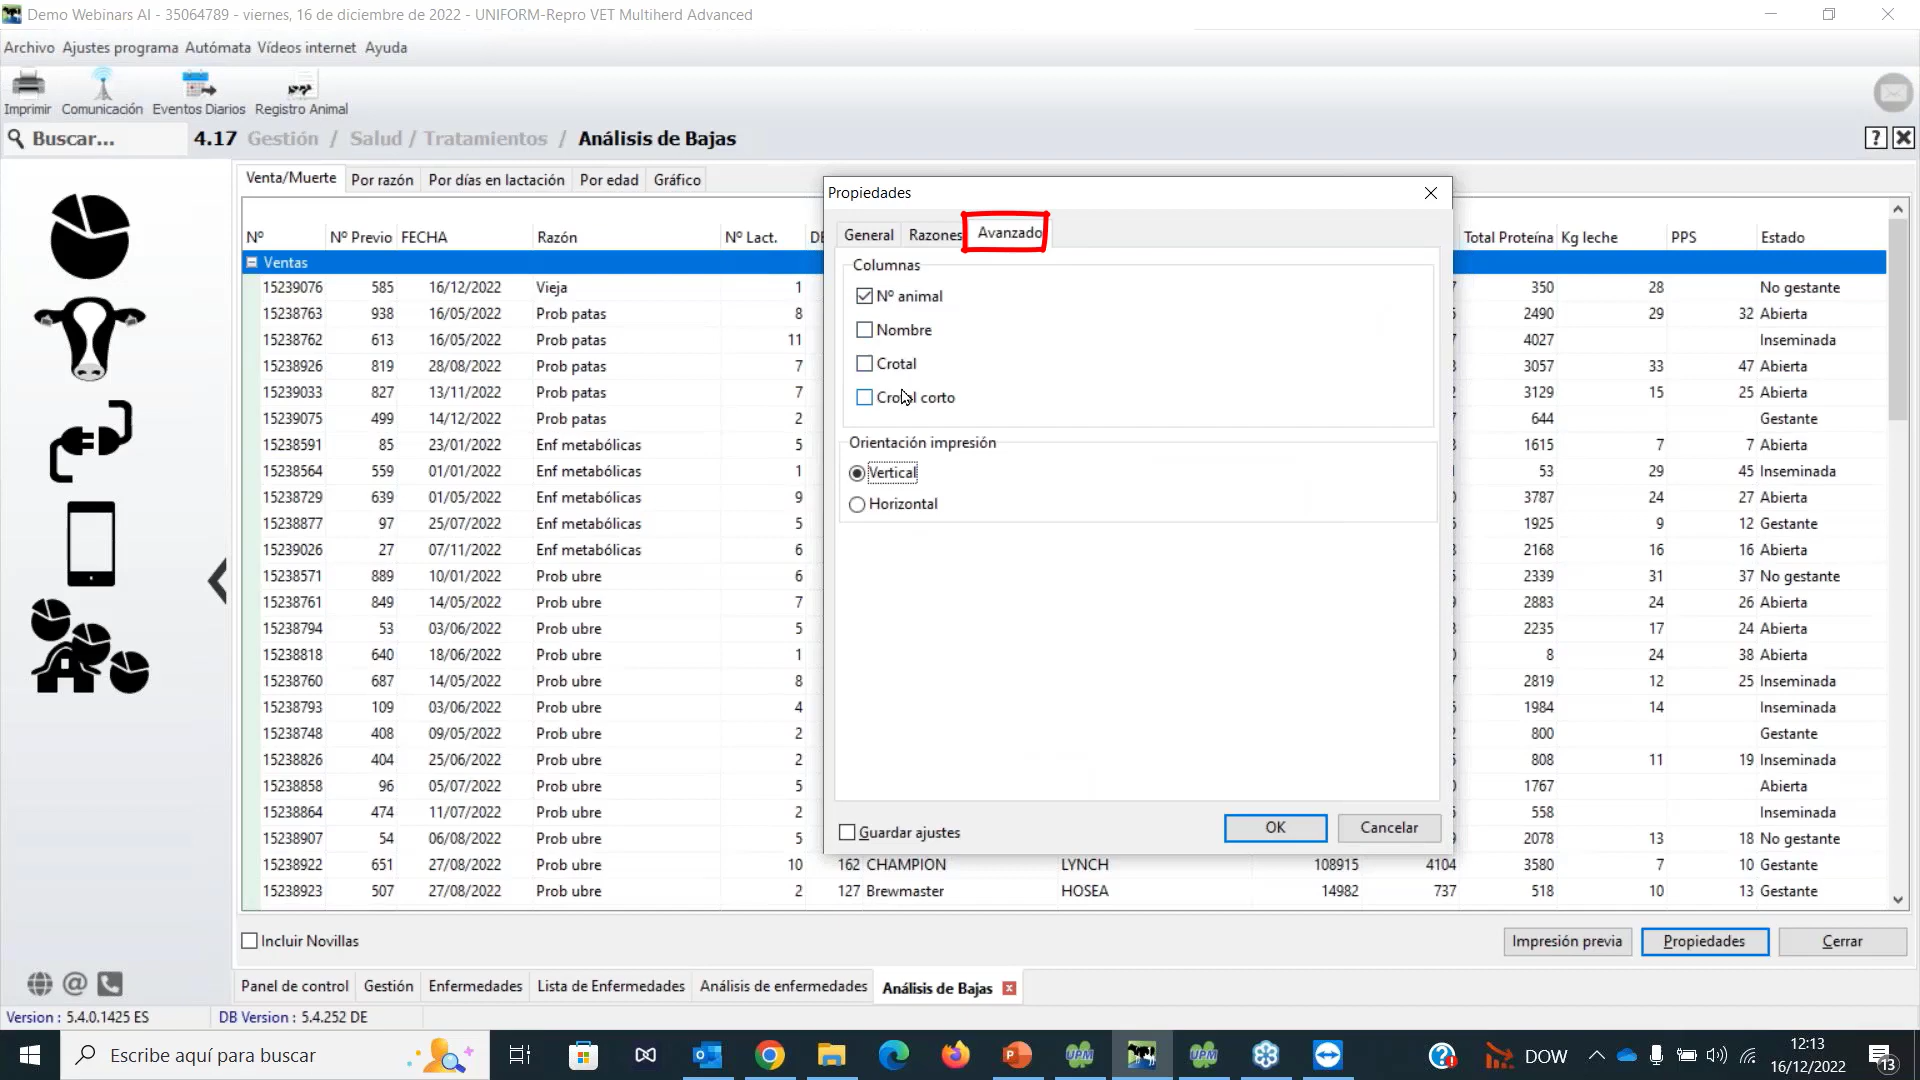 Demo Webinars AI - 35064789 - viernes, 16 de diciembre de 2022 - UNIFORM-Repro VET Multiherd Advanced
Archivo Ajustes programa Autómata Vídeos internet Ayuda
Imprimir Comunicación Eventos Diarios Registro Animal
Buscar... 4.17 Gestión / Salud / Tratamientos / Análisis de Bajas ?
Venta/Muerte Por razón Por días en lactación Por edad Gráfico
Propiedades
General Razones Avanzado
Columnas
Nº animal
Nombre
Crotal
corto
Orientación impresión
Vertical
Horizontal
Guardar ajustes OK Cancelar
Nº Nº Previo FECHA Razón Nº Lact. Total Proteína Kg leche PPS Estado
Ventas
15239076 585 16/12/2022 Vieja 1 350 28 No gestante
15238763 938 16/05/2022 Prob patas 8 2490 29 32 Abierta
15238762 613 16/05/2022 Prob patas 11 4027 Inseminada
15238926 819 28/08/2022 Prob patas 7 3057 33 47 Abierta
15239033 827 13/11/2022 Prob patas 7 3129 15 25 Abierta
15239075 499 14/12/2022 Prob patas 2 644 Gestante
15238591 85 23/01/2022 Enf metabólicas 5 1615 7 7 Abierta
15238564 559 01/01/2022 Enf metabólicas 1 53 29 45 Inseminada
15238729 639 01/05/2022 Enf metabólicas 9 3787 24 27 Abierta
15238877 97 25/07/2022 Enf metabólicas 5 1925 9 12 Gestante
15239026 27 07/11/2022 Enf metabólicas 6 2168 16 16 Abierta
15238571 889 10/01/2022 Prob ubre 6 2339 31 37 No gestante
15238761 849 14/05/2022 Prob ubre 7 2883 24 26 Abierta
15238794 53 03/06/2022 Prob ubre 5 2235 17 24 Abierta
15238818 640 18/06/2022 Prob ubre 1 8 24 38 Abierta
15238760 687 14/05/2022 Prob ubre 8 2819 12 25 Inseminada
15238793 109 03/06/2022 Prob ubre 4 1984 14 Inseminada
15238748 408 09/05/2022 Prob ubre 2 800 Gestante
15238826 404 25/06/2022 Prob ubre 2 808 11 19 Inseminada
15238858 96 05/07/2022 Prob ubre 5 1767 Abierta
15238864 474 11/07/2022 Prob ubre 2 558 Inseminada
15238907 54 06/08/2022 Prob ubre 5 2078 13 18 No gestante
15238922 651 27/08/2022 Prob ubre 10 162 CHAMPION LYNCH 108915 4104 3580 7 10 Gestante
15238923 507 27/08/2022 Prob ubre 2 127 Brewmaster HOSEA 14982 737 518 10 13 Gestante
Incluir Novillas Impresión previa Propiedades Cerrar
Panel de control Gestión Enfermedades Lista de Enfermedades Análisis de enfermedades Análisis de Bajas
Version : 5.4.0.1425 ES DB Version : 5.4.252 DE
Escribe aquí para buscar UPM UPM DOW 12:13
16/12/2022 13